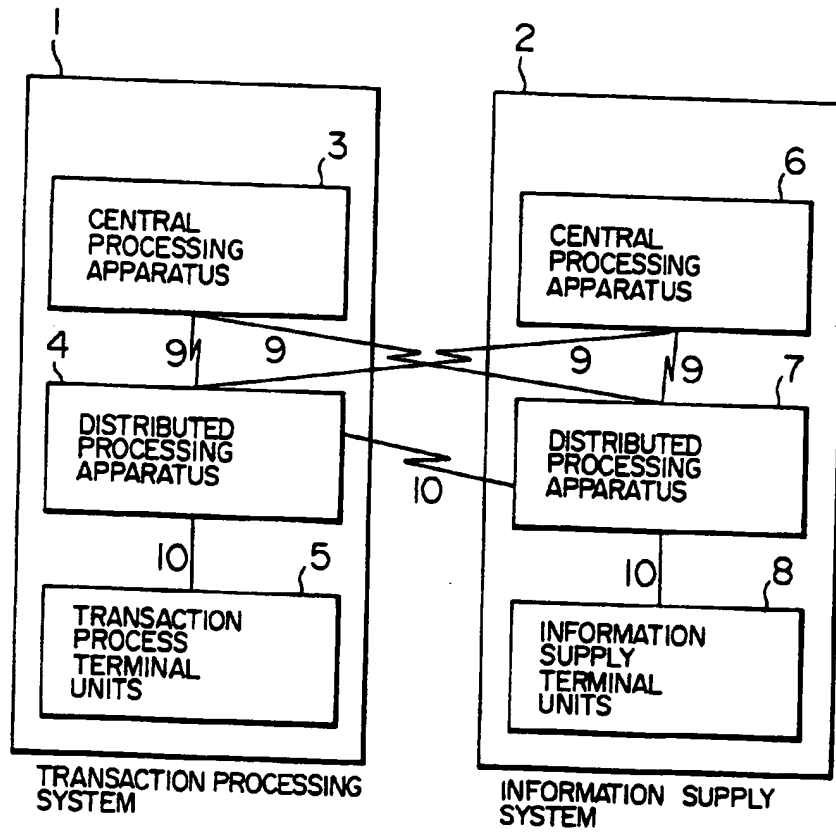 1
2
3
CENTRAL
PROCESSING
APPARATUS
6
CENTRAL
PROCESSING
APPARATUS
9
9
9
9
4
DISTRIBUTED
PROCESSING
APPARATUS
7
DISTRIBUTED
PROCESSING
APPARATUS
10
10
5
TRANSACTION
PROCESS
TERMINAL
UNITS
10
8
INFORMATION
SUPPLY
TERMINAL
UNITS
TRANSACTION PROCESSING
SYSTEM
INFORMATION SUPPLY
SYSTEM